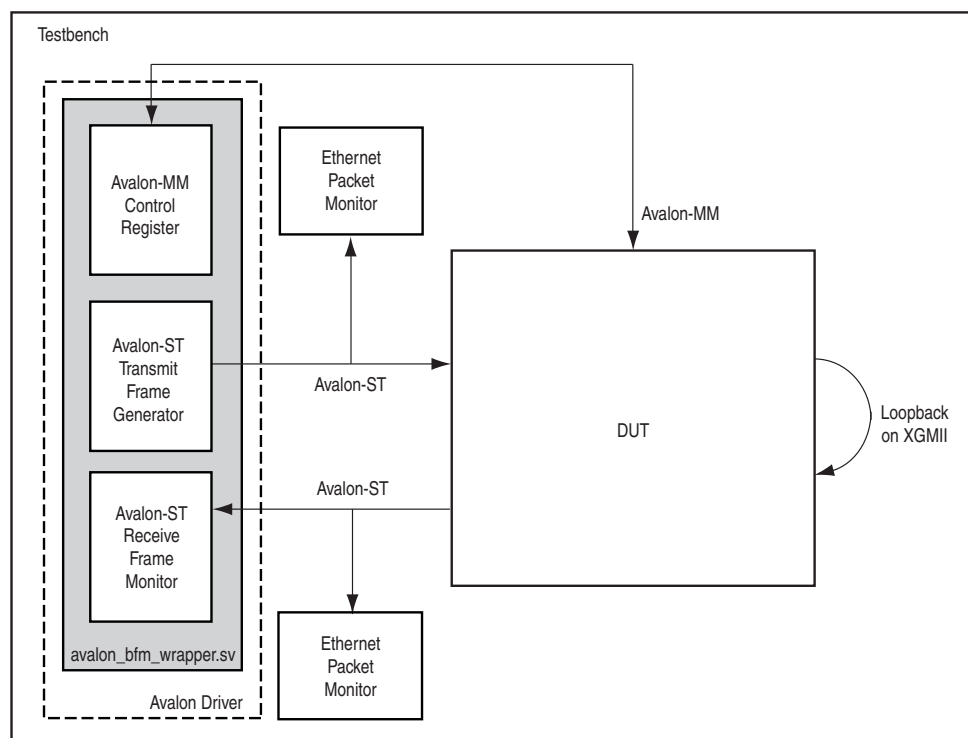 Testbench
Avalon-MM
Control
Register
Ethernet
Packet
Monitor
Avalon-MM
Avalon-ST
Transmit
Frame
Generator
Avalon-ST
DUT
Loopback
on XGMII
Avalon-ST
Avalon-ST
Receive
Frame
Monitor
avalon_bfm_wrapper.sv
Ethernet
Packet
Monitor
Avalon Driver